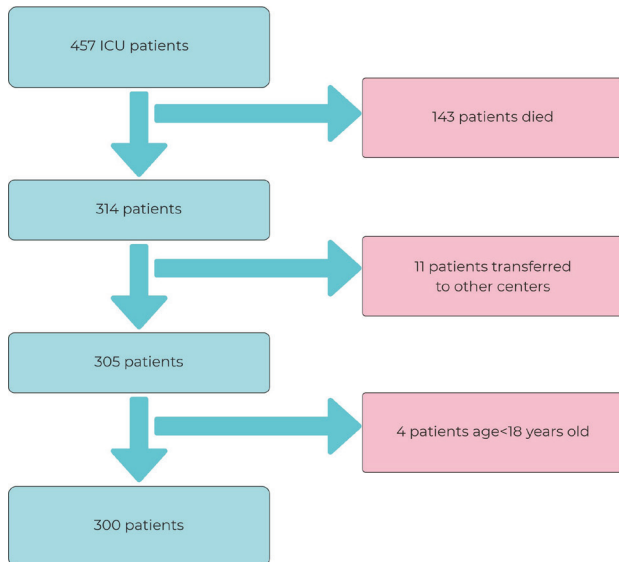 457 ICU patients
143 patients died
314 patients
11 patients transferred
to other centers
305 patients
4 patients age<18 years old
300 patients